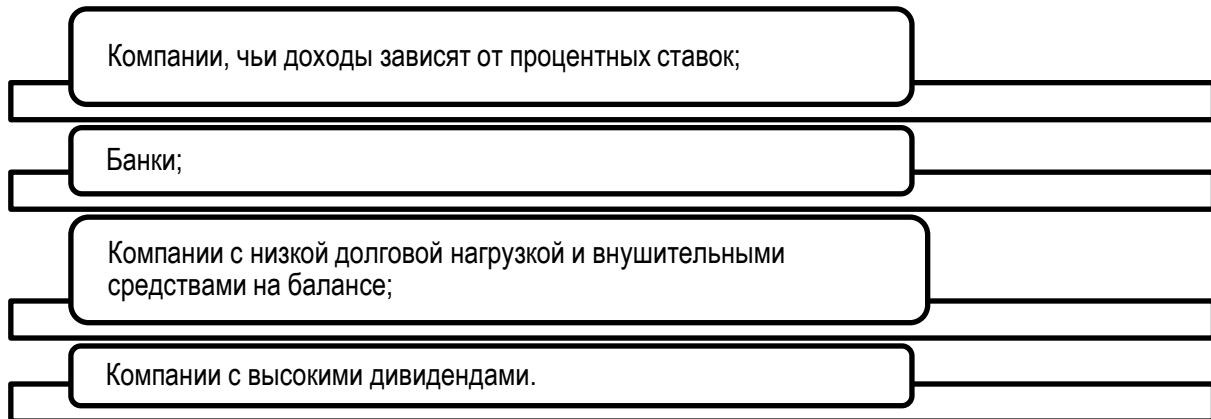 Компании, чьи доходы зависят от процентных ставок;
Банки;
Компании с низкой долговой нагрузкой и внушительными
средствами на балансе;
Компании с высокими дивидендами.